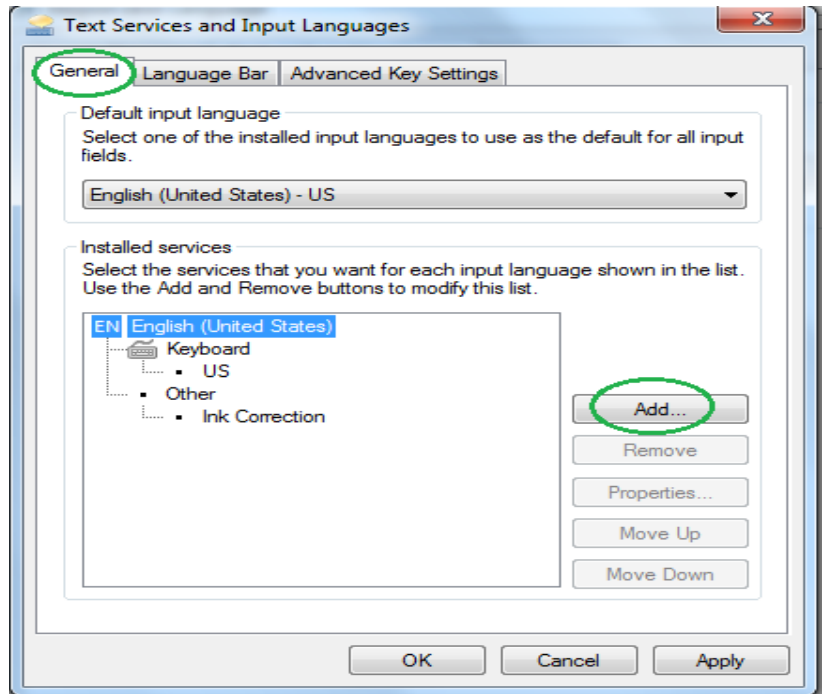 Text Services and Input Languages
General
Language Bar
Advanced Key Settings
Default input language
Select one of the installed input languages to use as the default for all input
fields.
English (United States) - US
Installed services
Select the services that you want for each input language shown in the list.
Use the Add and Remove buttons to modify this list.
EN English (United States)
Keyboard
US
Other
Ink Correction
Add...
Remove
Properties...
Move Up
Move Down
OK
Cancel
Apply